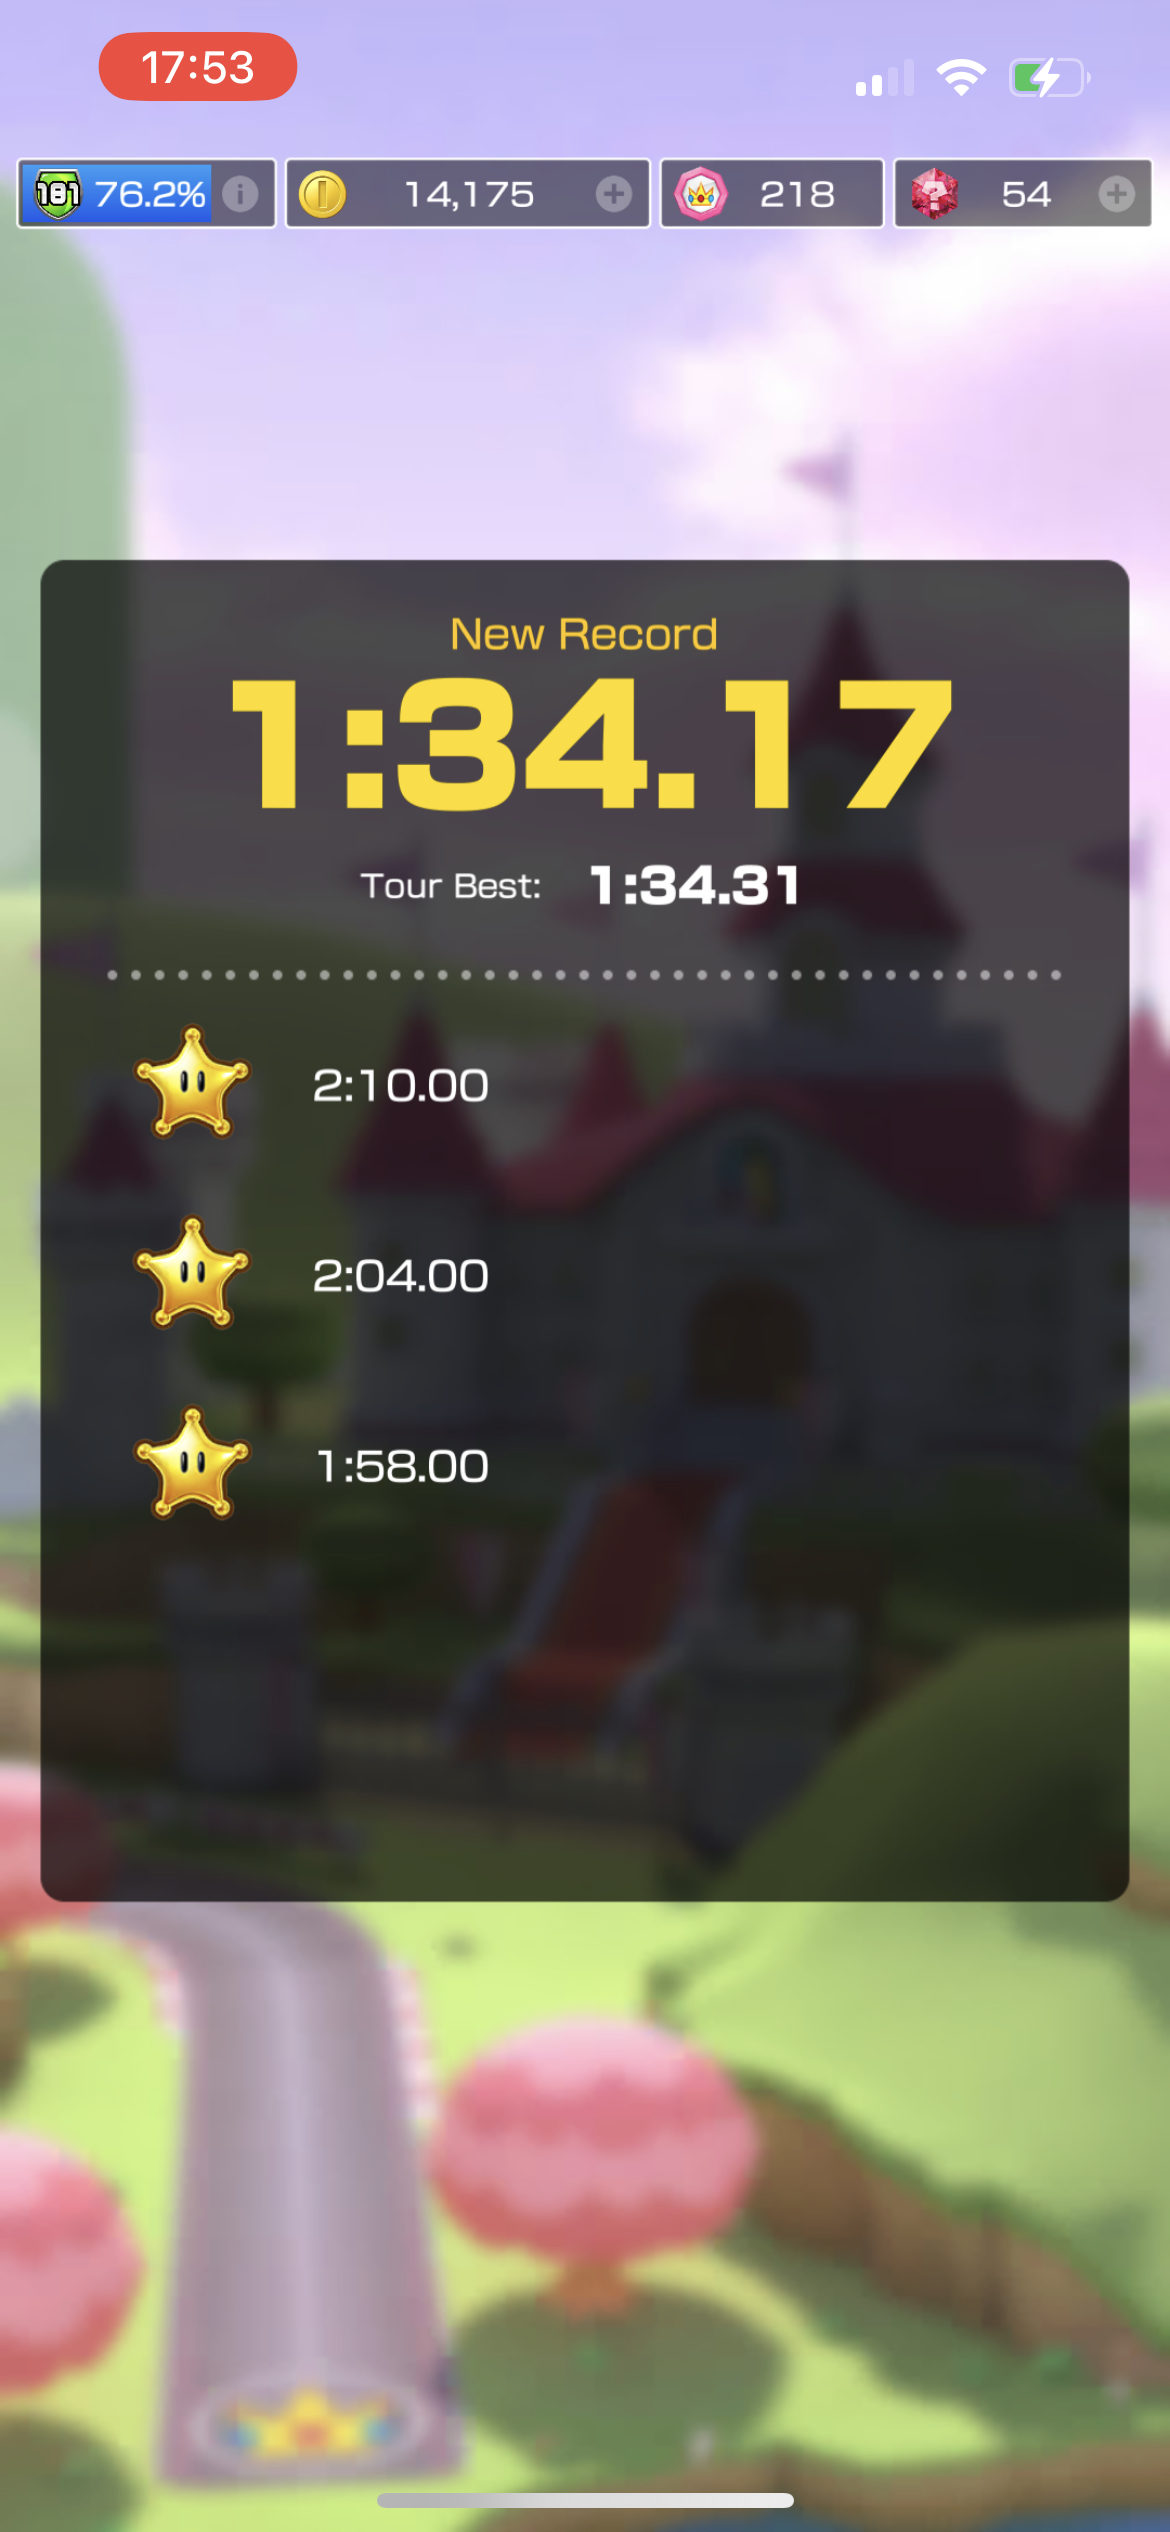 17:53
181 76.2% i 14,175 + 218 ? 54 +
New Record
1:34.17
Tour Best: 1:34.31
2:10.00
2:04.00
1:58.00